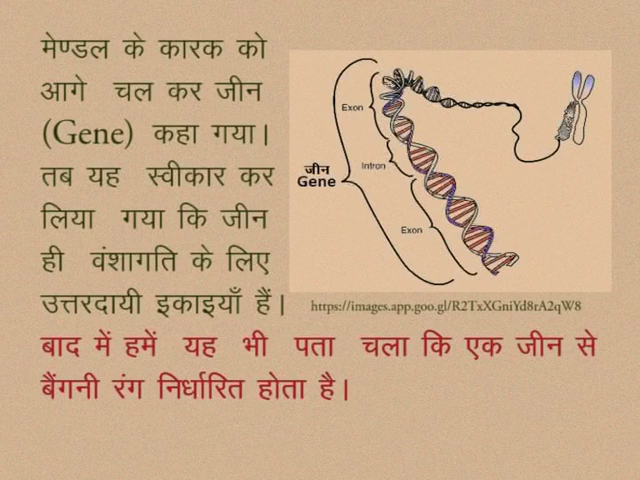 मेण्डल के कारक को
आगे चल कर जीन
(Gene) कहा गया।
तब यह स्वीकार कर
लिया गया कि जीन
ही वंशागति के लिए
उत्तरदायी इकाइयाँ हैं।
बाद में हमें यह भी पता चला कि एक जीन से
बैंगनी रंग निर्धारित होता है।
Exon
Intron
जीन
Gene
Exon
https://images.app.goo.gl/R2TxXGniYd8rA2qW8